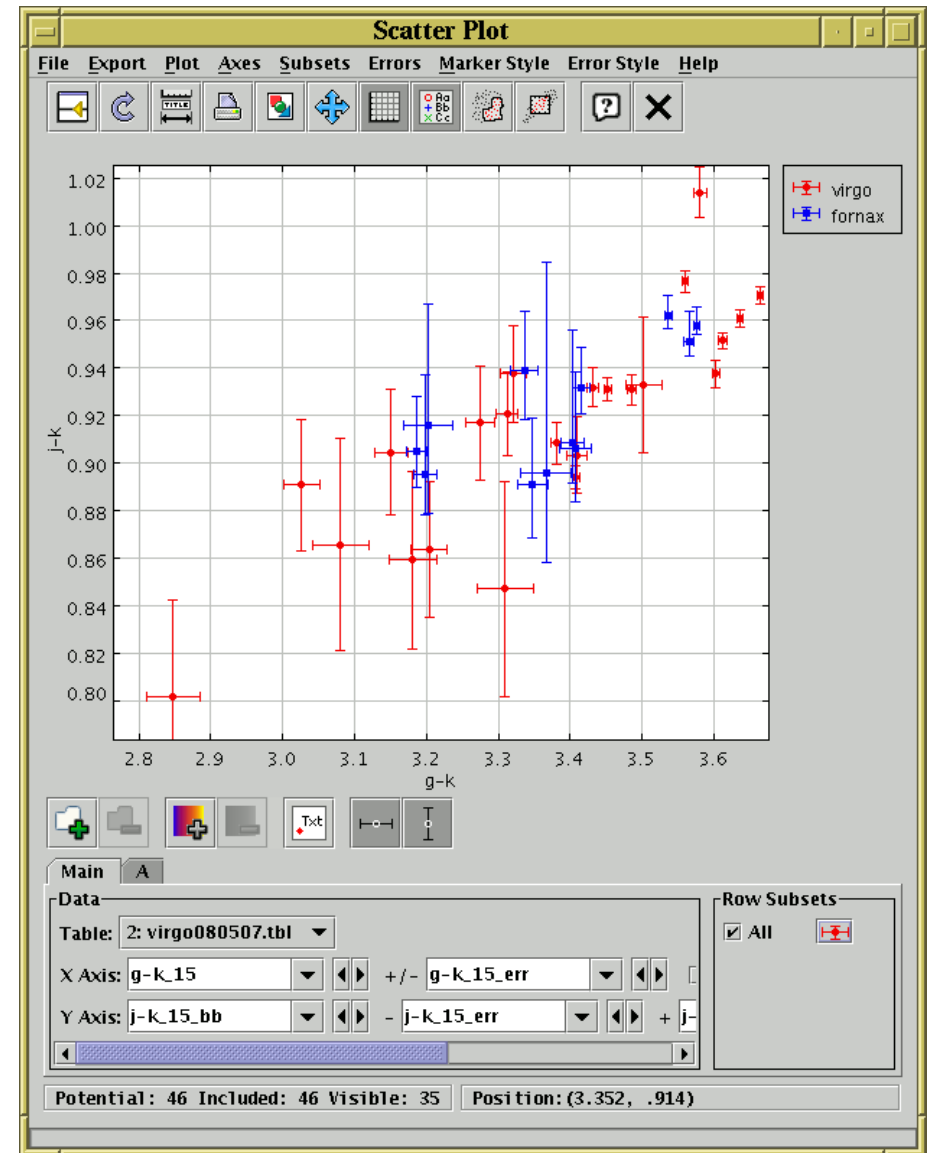 Scatter Plot
File Export Plot Axes Subsets Errors Marker Style Error Style Help
TITLE
Aa
Bb
Cc
1.02
1.00
0.98
0.96
0.94
0.92
0.90
0.88
0.86
0.84
0.82
0.80
j-k
virgo
fornax
2.8 2.9 3.0 3.1 3.2 3.3 3.4 3.5 3.6
g-k
Txt
Main A
Data
Row Subsets
Table: 2: virgo080507.tbl
All
X Axis: g-k_15 +/- g-k_15_err
Y Axis: j-k_15_bb - j-k_15_err + j-
Potential: 46 Included: 46 Visible: 35 Position:(3.352, .914)